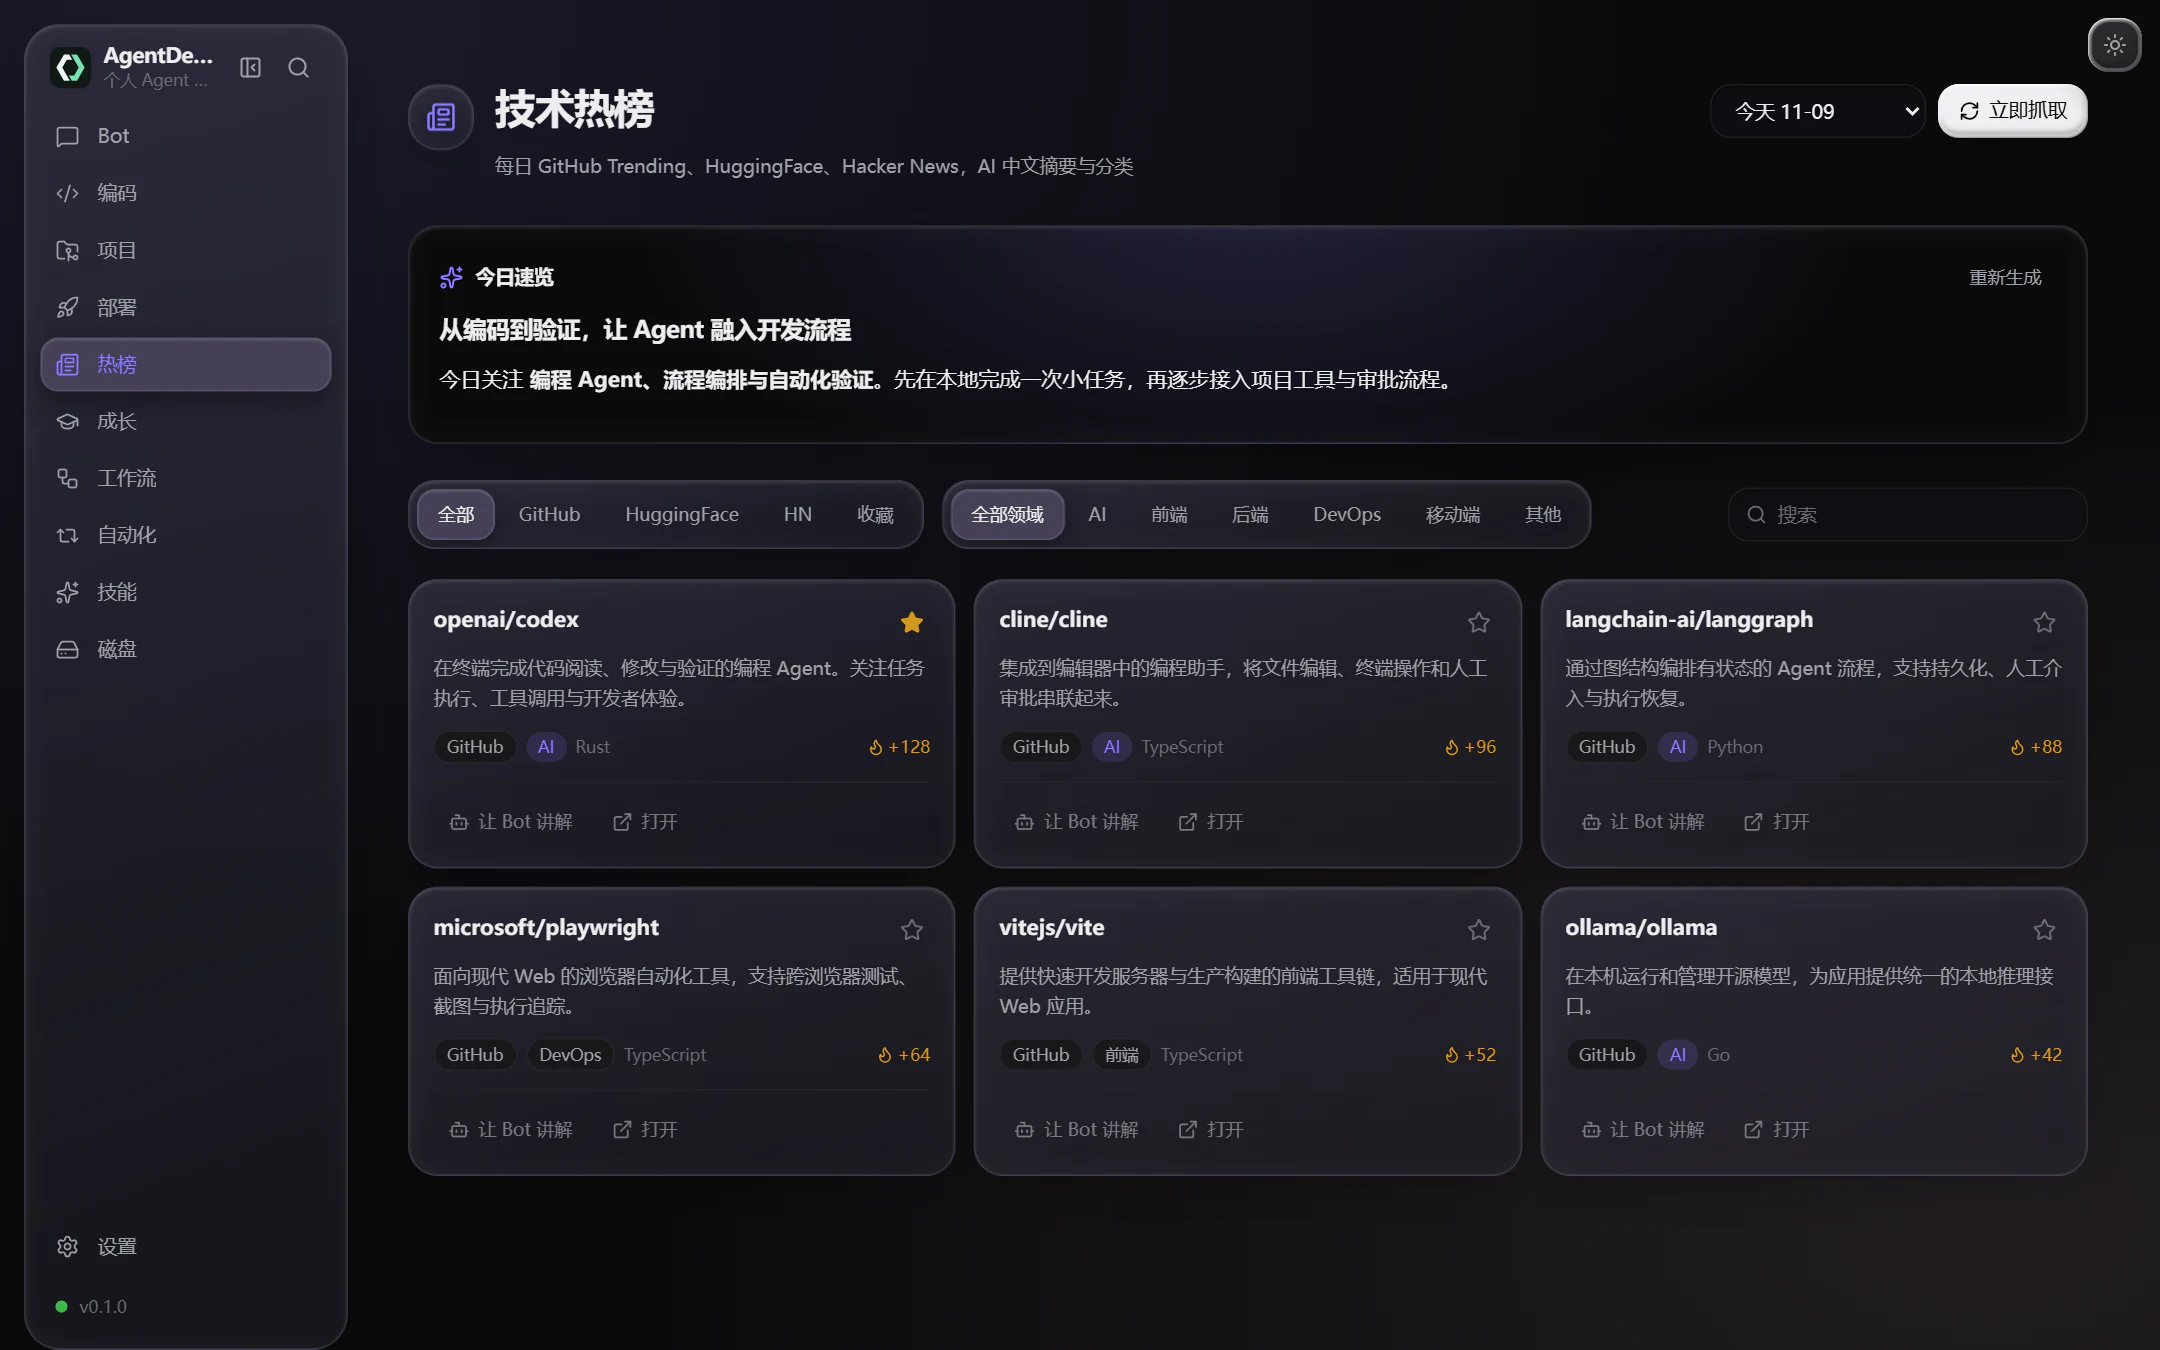 AgentDe...
个人 Agent ...
Bot
编码
项目
部署
热榜
成长
工作流
自动化
技能
磁盘
设置
v0.1.0
技术热榜
每日 GitHub Trending、HuggingFace、Hacker News，AI 中文摘要与分类
今天 11-09
立即抓取
今日速览
重新生成
从编码到验证，让 Agent 融入开发流程
今日关注 编程 Agent、流程编排与自动化验证。先在本地完成一次小任务，再逐步接入项目工具与审批流程。
全部 GitHub HuggingFace HN 收藏
全部领域 AI 前端 后端 DevOps 移动端 其他
搜索
openai/codex
在终端完成代码阅读、修改与验证的编程 Agent。关注任务
执行、工具调用与开发者体验。
GitHub AI Rust +128
让 Bot 讲解 打开
cline/cline
集成到编辑器中的编程助手，将文件编辑、终端操作和人工
审批串联起来。
GitHub AI TypeScript +96
让 Bot 讲解 打开
langchain-ai/langgraph
通过图结构编排有状态的 Agent 流程，支持持久化、人工介
入与执行恢复。
GitHub AI Python +88
让 Bot 讲解 打开
microsoft/playwright
面向现代 Web 的浏览器自动化工具，支持跨浏览器测试、
截图与执行追踪。
GitHub DevOps TypeScript +64
让 Bot 讲解 打开
vitejs/vite
提供快速开发服务器与生产构建的前端工具链，适用于现代
Web 应用。
GitHub 前端 TypeScript +52
让 Bot 讲解 打开
ollama/ollama
在本机运行和管理开源模型，为应用提供统一的本地推理接
口。
GitHub AI Go +42
让 Bot 讲解 打开